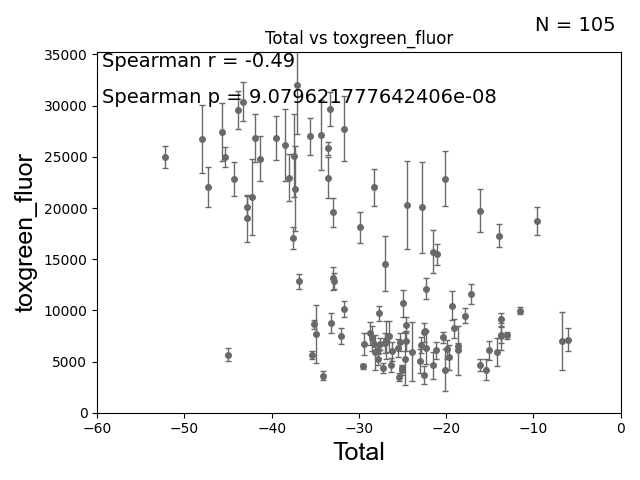 N = 105
Total vs toxgreen_fluor
Spearman r = -0.49
Spearman p = 9.079621777642406e-08
35000
30000
25000
20000
15000
10000
5000
0
toxgreen_fluor
−60 −50 −40 −30 −20 −10 0
Total